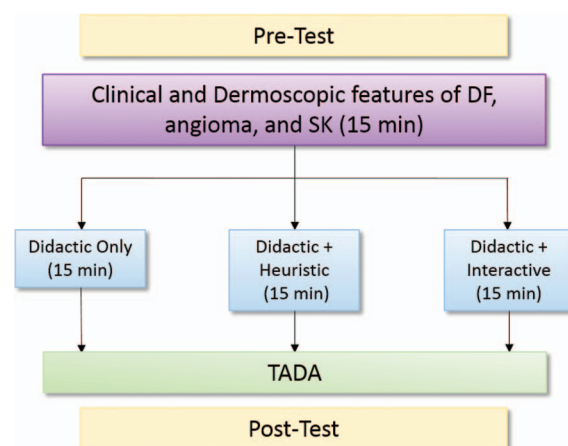 Pre-Test
Clinical and Dermoscopic features of DF,
angioma, and SK (15 min)
Didactic Only
(15 min)
Didactic +
Heuristic
(15 min)
Didactic +
Interactive
(15 min)
TADA
Post-Test